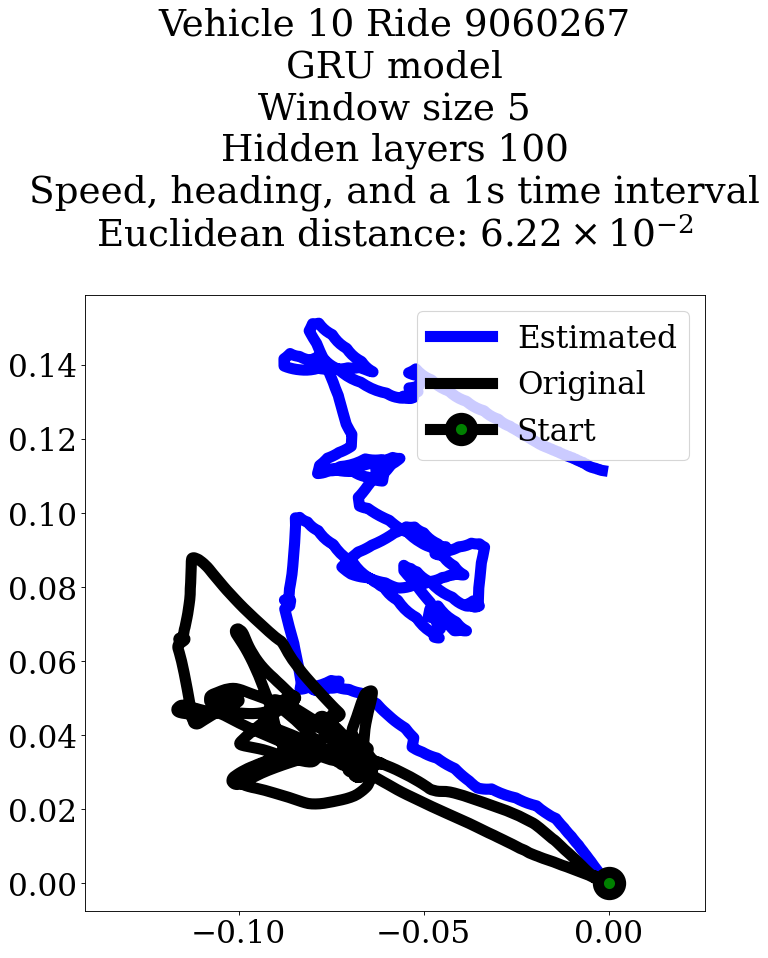 Vehicle 10 Ride 9060267
GRU model
Window size 5
Hidden layers 100
Speed, heading, and a 1s time interval
Euclidean distance: 6.22 × 10⁻²
Estimated
Original
Start
0.14
0.12
0.10
0.08
0.06
0.04
0.02
0.00
−0.10 −0.05 0.00